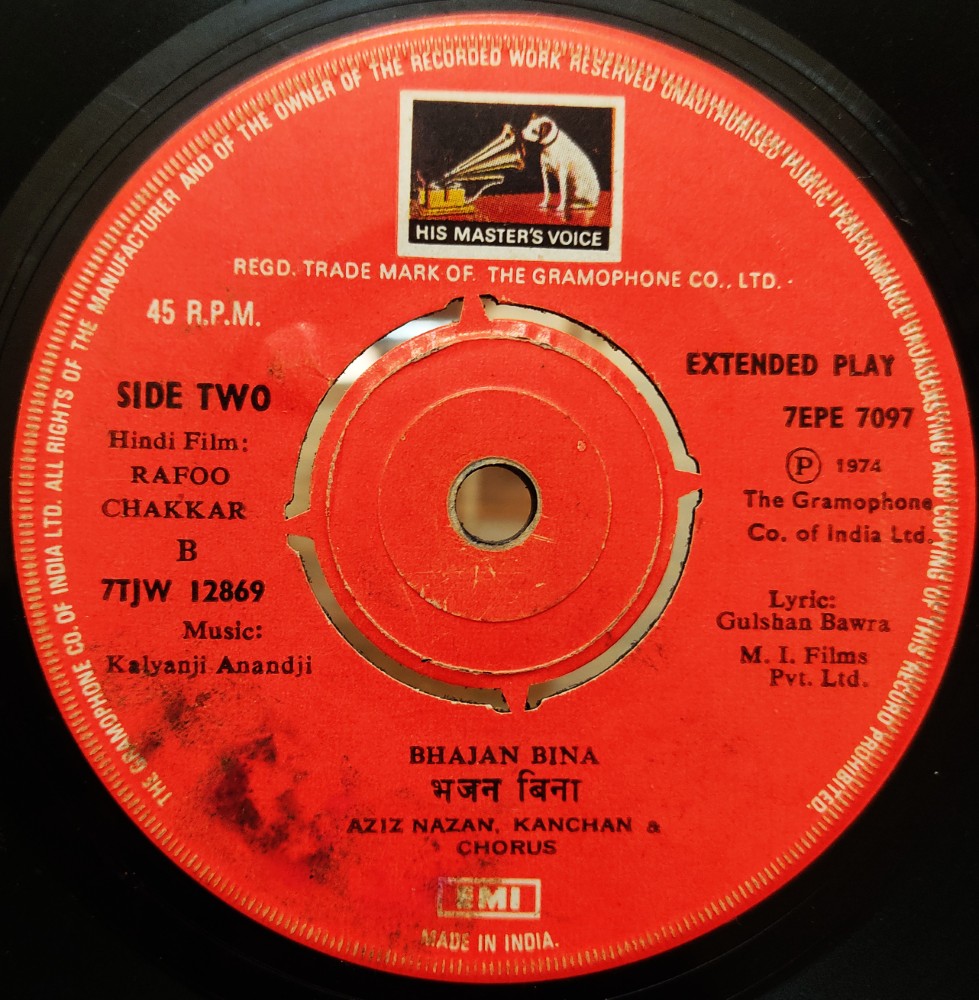 THE GRAMOPHONE CO. OF INDIA LTD. ALL RIGHTS OF THE MANUFACTURER AND OF THE OWNER OF THE RECORDED WORK RESERVED UNAUTHORISED PUBLIC PERFORMANCE BROADCASTING AND COPYING OF THIS RECORD PROHIBITED.
HIS MASTER'S VOICE
REGD. TRADE MARK OF. THE GRAMOPHONE CO., LTD.
45 R.P.M.
SIDE TWO
Hindi Film:
RAFOO
CHAKKAR
B
7TJW 12869
Music:
Kalyanji Anandji
EXTENDED PLAY
7EPE 7097
Ⓟ 1974
The Gramophone
Co. of India Ltd.
Lyric:
Gulshan Bawra
M. I. Films
Pvt. Ltd.
BHAJAN BINA
भजन बिना
AZIZ NAZAN, KANCHAN &
CHORUS
EMI
MADE IN INDIA.